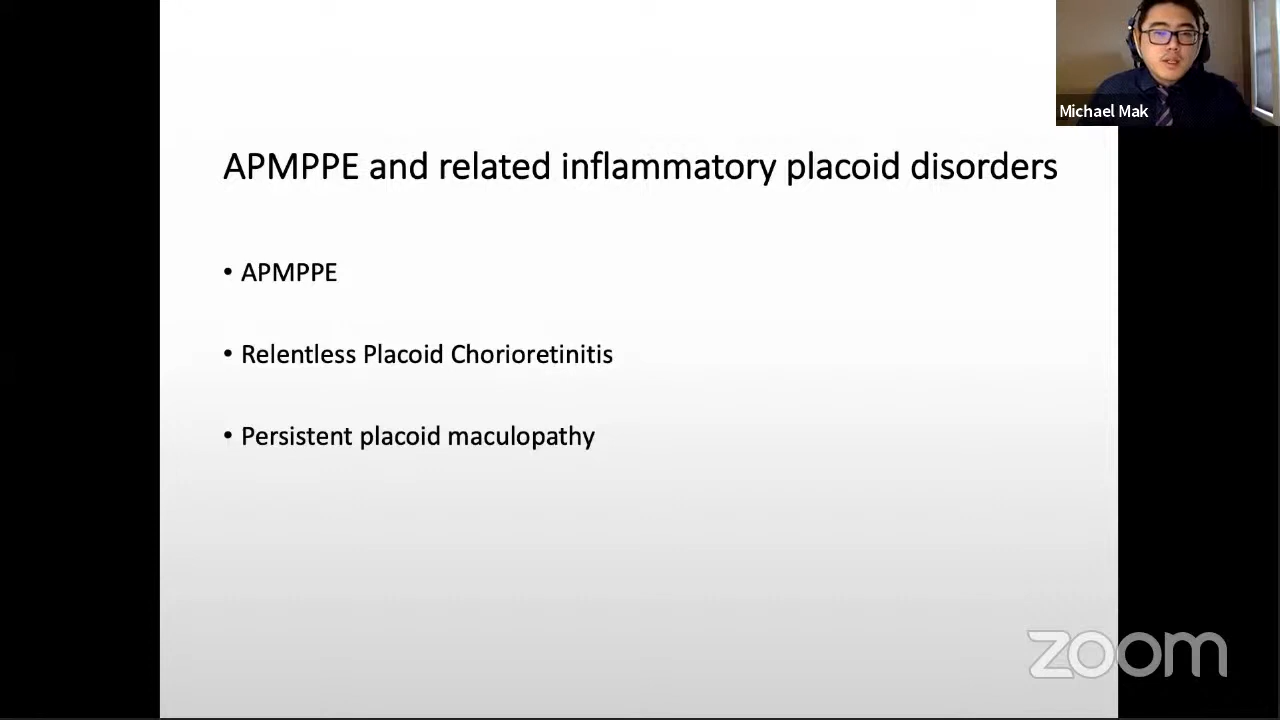 Michael Mak
APMPPE and related inflammatory placoid disorders
• APMPPE
• Relentless Placoid Chorioretinitis
• Persistent placoid maculopathy
zoom